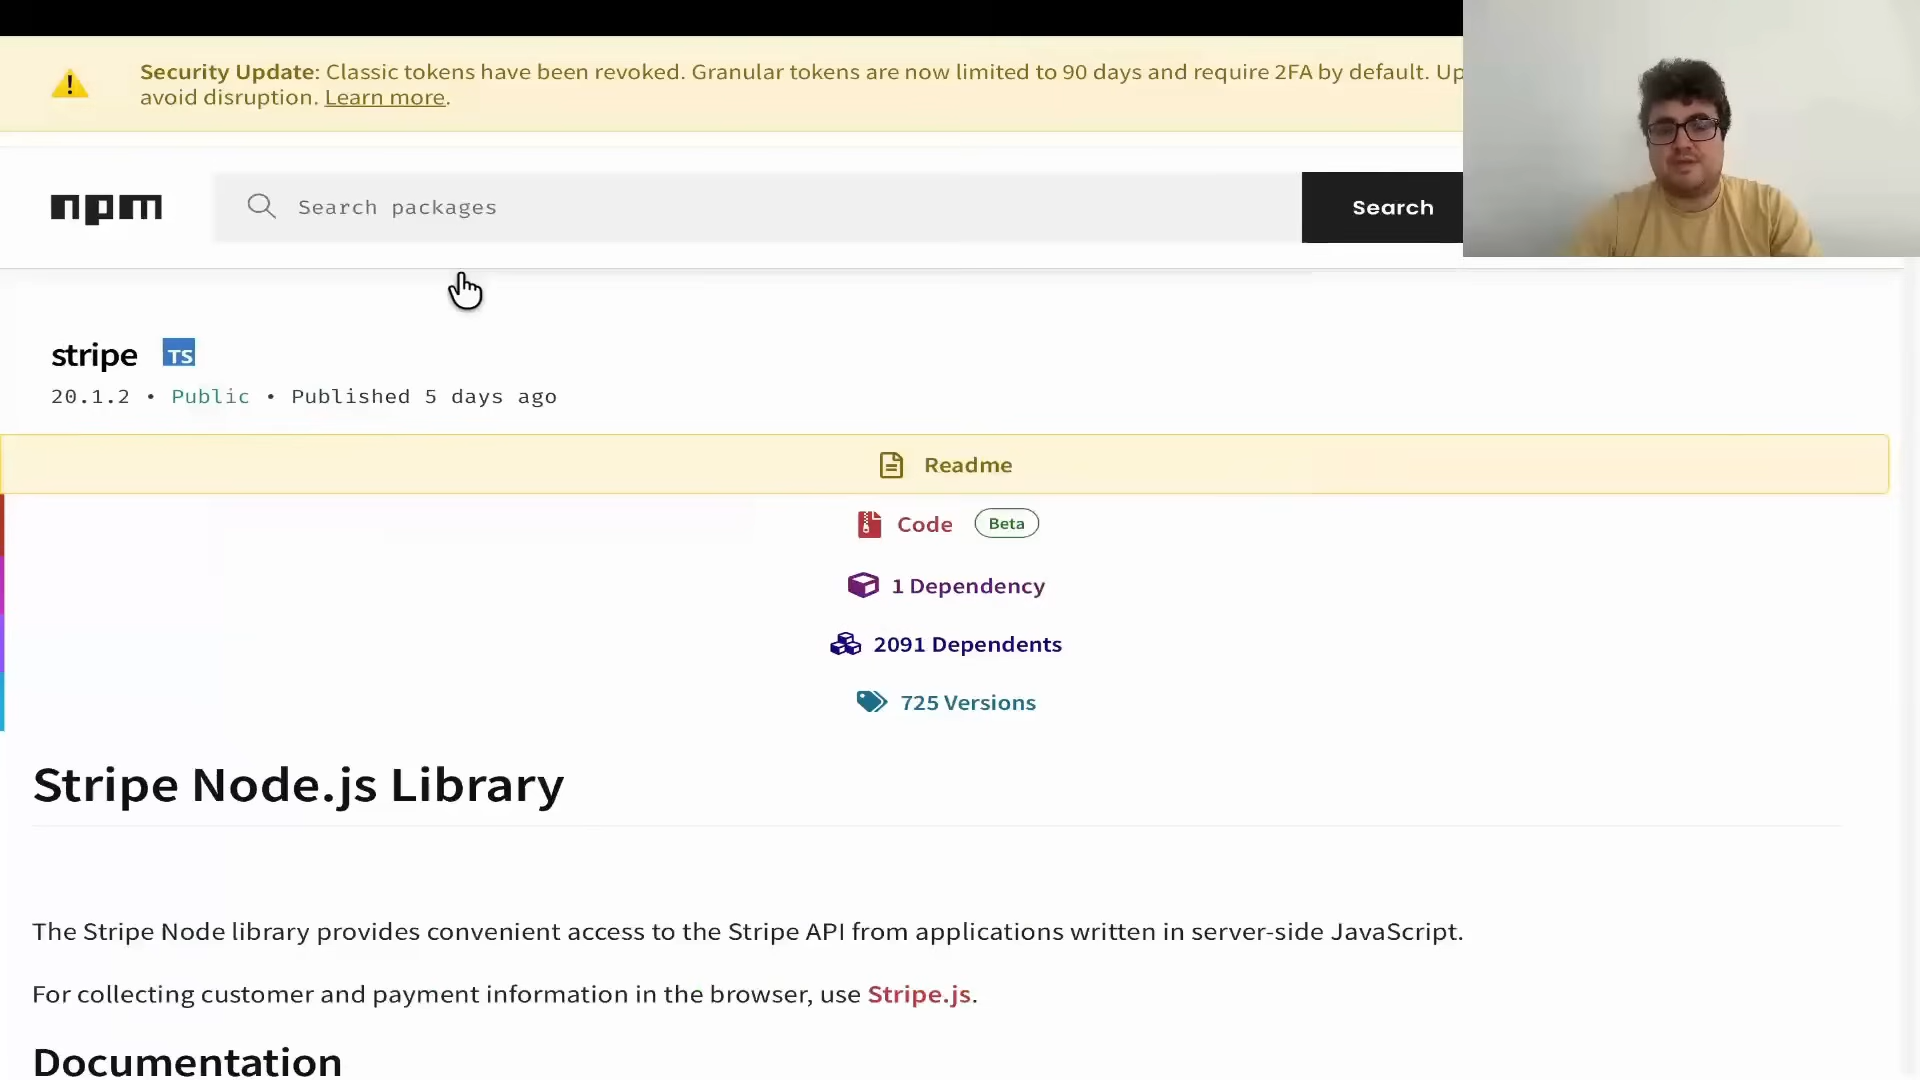 Security Update: Classic tokens have been revoked. Granular tokens are now limited to 90 days and require 2FA by default. Up
avoid disruption. Learn more.
npm
Search packages
Search
stripe TS
20.1.2 • Public • Published 5 days ago
Readme
Code Beta
1 Dependency
2091 Dependents
725 Versions
Stripe Node.js Library
The Stripe Node library provides convenient access to the Stripe API from applications written in server-side JavaScript.
For collecting customer and payment information in the browser, use Stripe.js.
Documentation